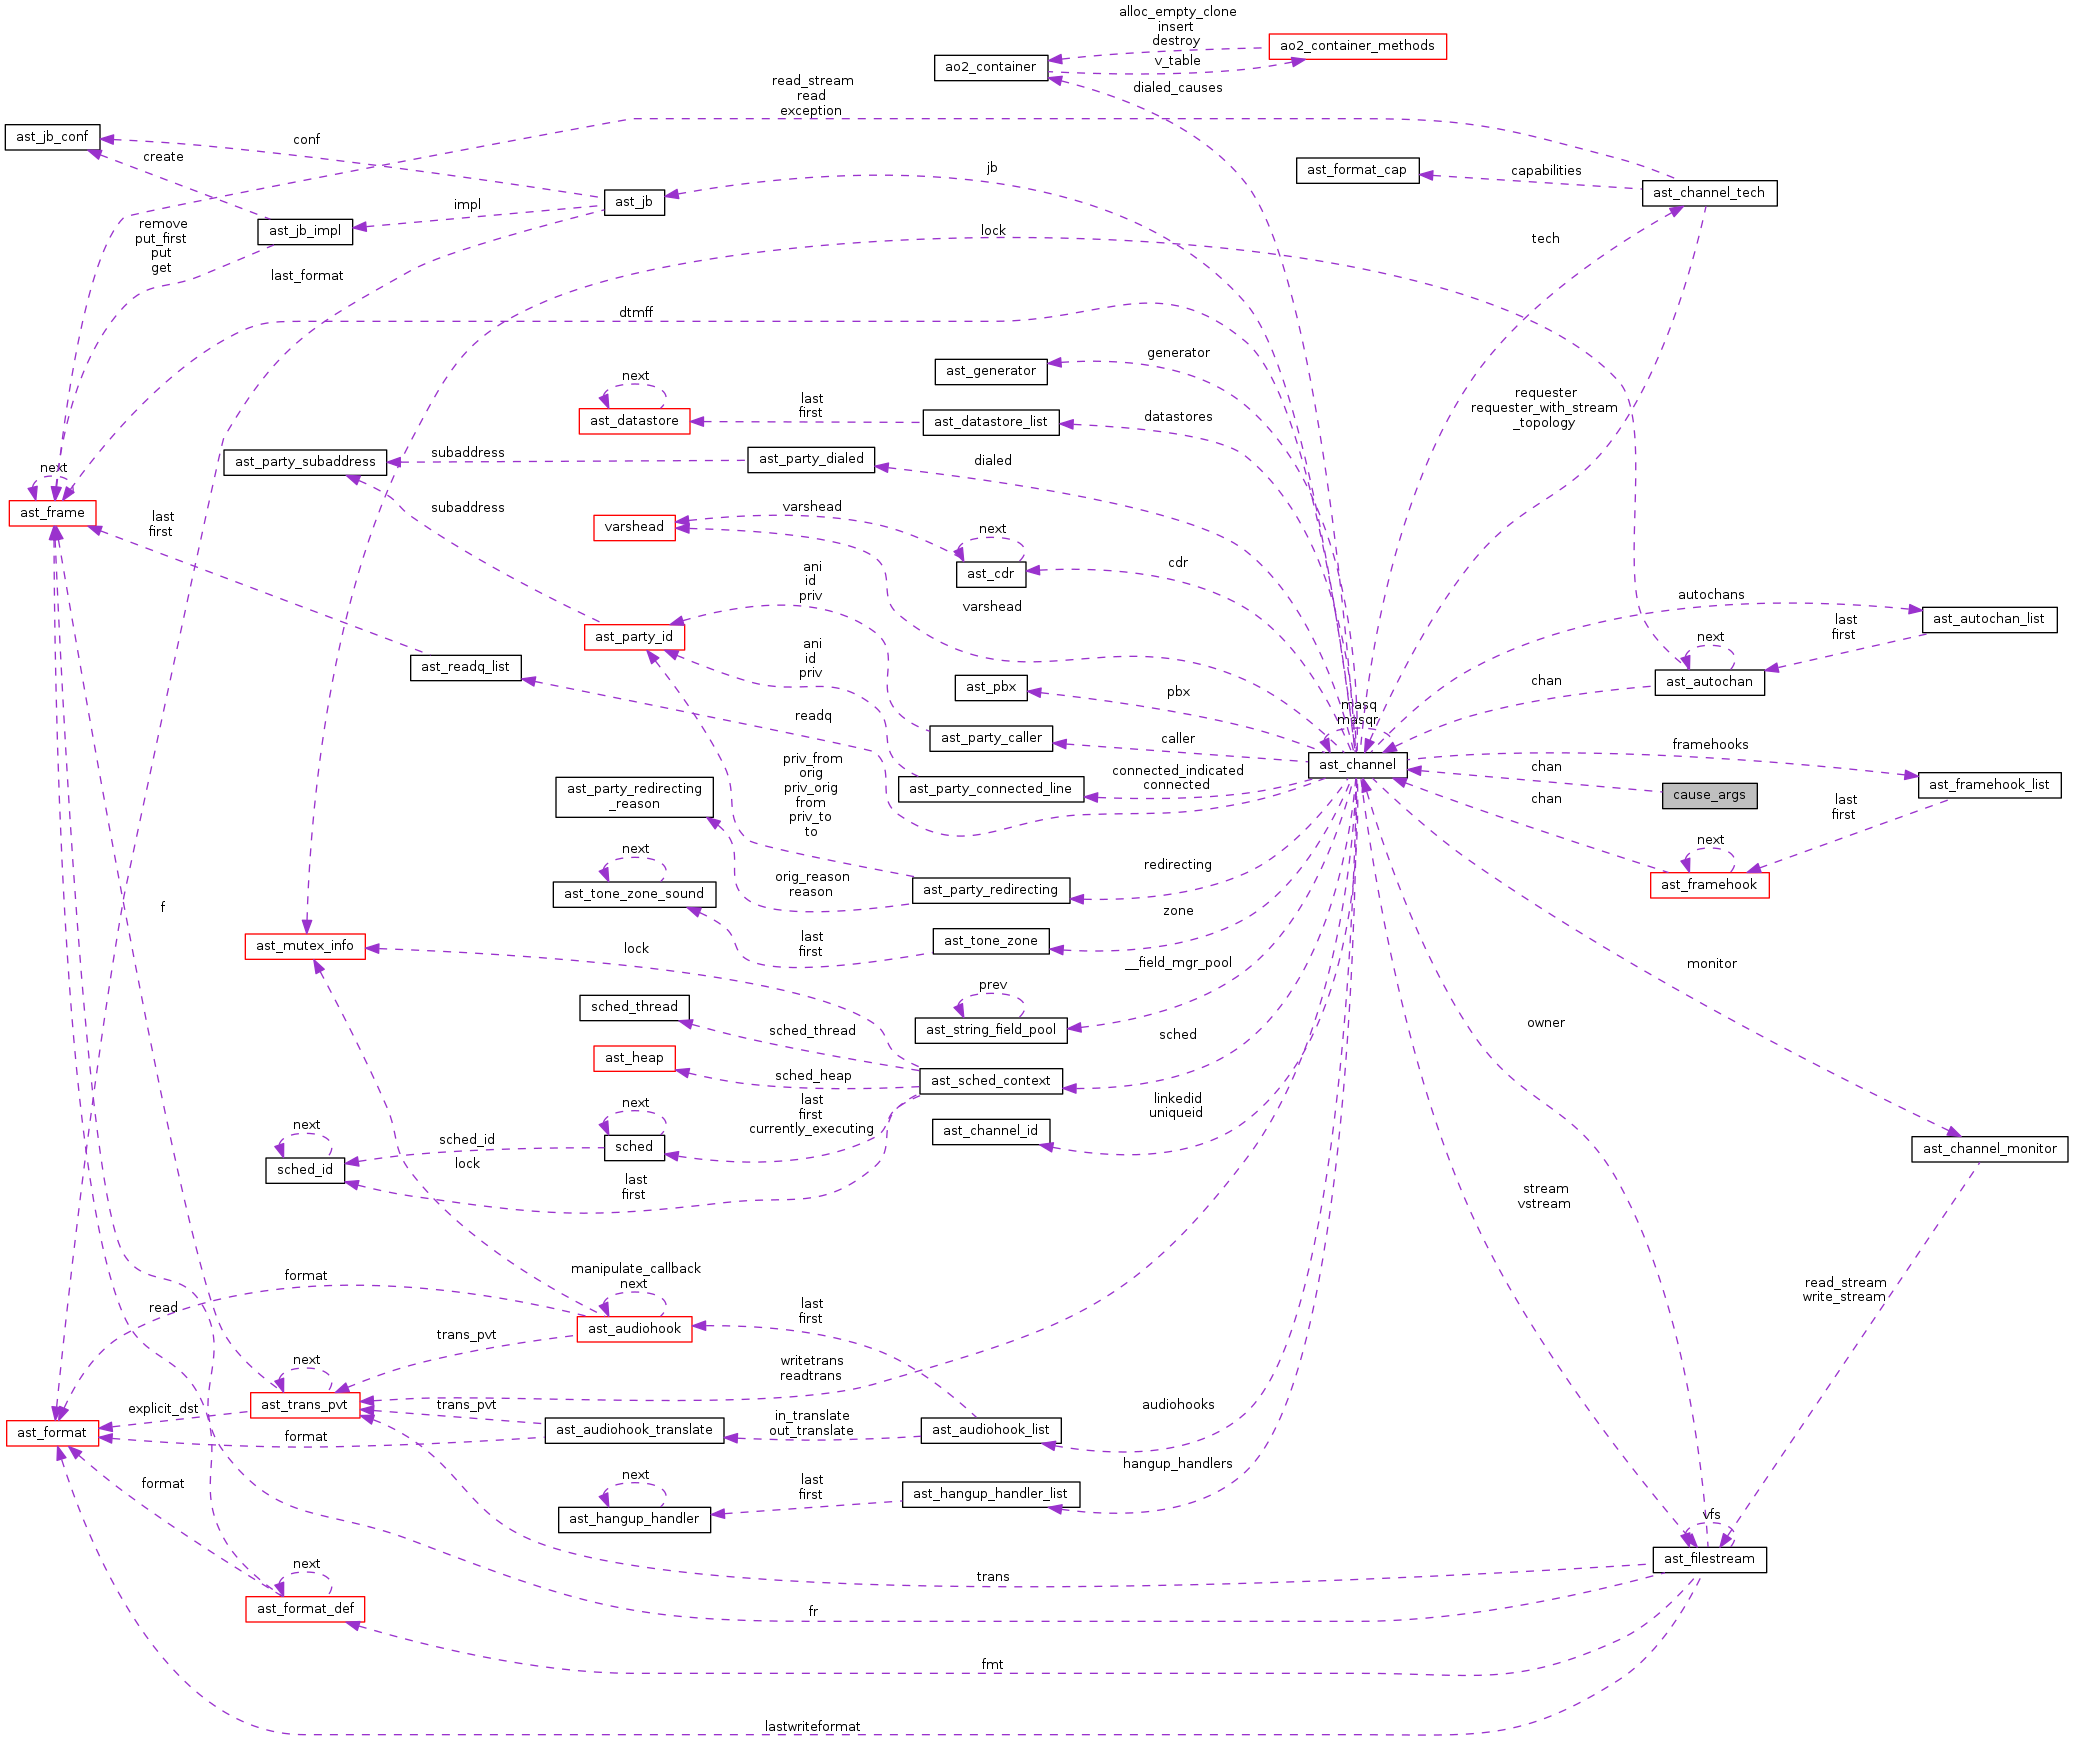 alloc_empty_clone
insert
destroy
ao2_container_methods
ao2_container
v_table
dialed_causes
read_stream
read
exception
ast_jb_conf
conf
create
jb
ast_format_cap
capabilities
ast_channel_tech
ast_jb
impl
ast_jb_impl
remove
put_first
put
get
lock
tech
last_format
dtmff
generator
ast_generator
next
ast_datastore
last
first
ast_datastore_list
datastores
requester
requester_with_stream
_topology
ast_party_subaddress
subaddress
ast_party_dialed
dialed
next
ast_frame
subaddress
last
first
varshead
varshead
next
ast_cdr
cdr
varshead
ani
id
priv
ast_party_id
autochans
ast_autochan_list
last
first
next
ast_autochan
chan
ast_readq_list
ani
id
priv
ast_pbx
pbx
readq
masq
masqr
ast_party_caller
caller
ast_channel
framehooks
ast_framehook_list
chan
cause_args
chan
last
first
next
ast_framehook
priv_from
orig
priv_orig
from
priv_to
to
ast_party_connected_line
connected_indicated
connected
ast_party_redirecting
_reason
next
ast_tone_zone_sound
orig_reason
reason
ast_party_redirecting
redirecting
f
zone
ast_tone_zone
last
first
ast_mutex_info
lock
__field_mgr_pool
monitor
prev
ast_string_field_pool
sched_thread
sched_thread
owner
sched
ast_heap
sched_heap
ast_sched_context
last
first
currently_executing
next
sched
sched_id
next
sched_id
lock
linkedid
uniqueid
ast_channel_id
ast_channel_monitor
last
first
stream
vstream
format
manipulate_callback
next
ast_audiohook
read
last
first
read_stream
write_stream
trans_pvt
next
ast_trans_pvt
writetrans
readtrans
explicit_dst
trans_pvt
audiohooks
ast_format
format
ast_audiohook_translate
in_translate
out_translate
ast_audiohook_list
hangup_handlers
format
next
ast_hangup_handler
last
first
ast_hangup_handler_list
vfs
ast_filestream
next
ast_format_def
trans
fr
fmt
lastwriteformat